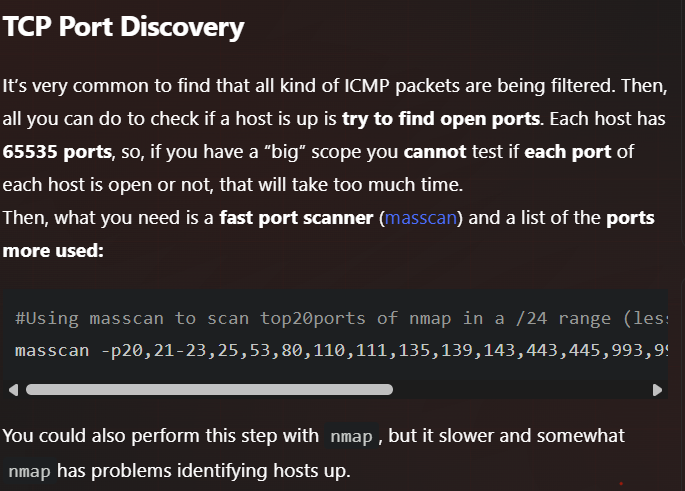 TCP Port Discovery
It's very common to find that all kind of ICMP packets are being filtered. Then,
all you can do to check if a host is up is try to find open ports. Each host has
65535 ports, so, if you have a "big" scope you cannot test if each port of
each host is open or not, that will take too much time.
Then, what you need is a fast port scanner (masscan) and a list of the ports
more used:
#Using masscan to scan top20ports of nmap in a /24 range (less
masscan -p20,21-23,25,53,80,110,111,135,139,143,443,445,993,99
You could also perform this step with nmap, but it slower and somewhat
nmap has problems identifying hosts up.